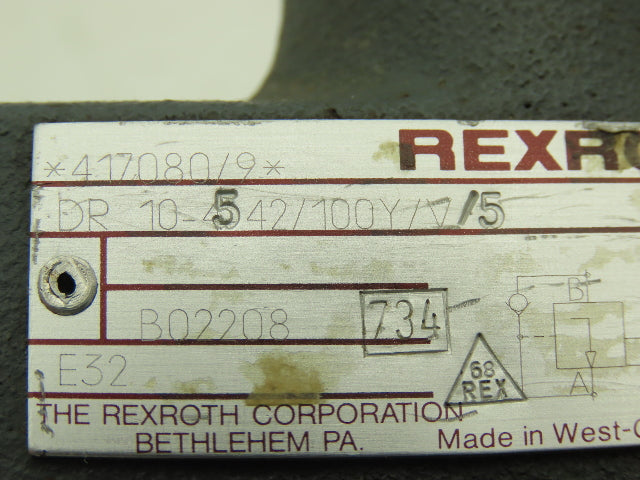 *417080/9*
REXRO
DR 10-5 42/100Y/V/5
B02208
734
B
E32
68
REX
A
THE REXROTH CORPORATION
BETHLEHEM PA.
Made in West-G